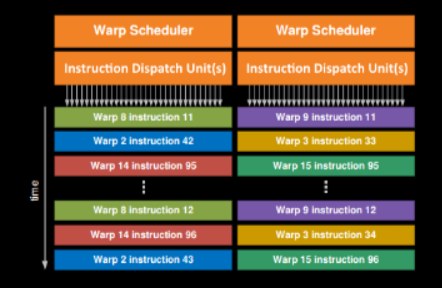 Warp Scheduler
Instruction Dispatch Unit(s)
Warp 8 instruction 11
Warp 2 instruction 42
Warp 14 instruction 95
Warp 8 instruction 12
Warp 14 instruction 96
Warp 2 instruction 43
Warp Scheduler
Instruction Dispatch Unit(s)
Warp 9 instruction 11
Warp 3 instruction 33
Warp 15 instruction 95
Warp 9 instruction 12
Warp 3 instruction 34
Warp 15 instruction 96
time